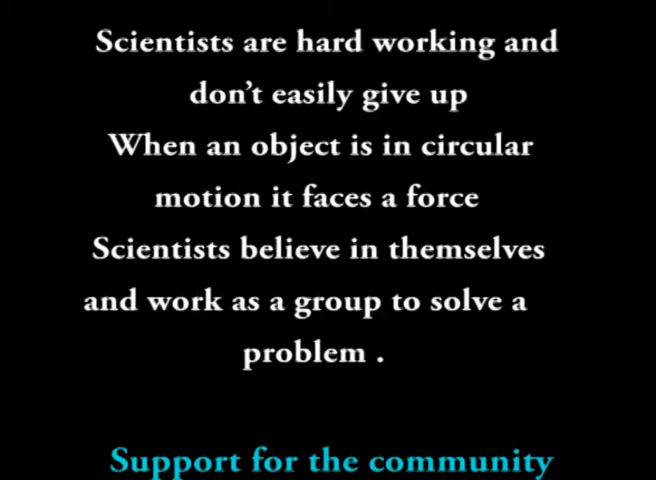 Scientists are hard working and
don't easily give up
When an object is in circular
motion it faces a force
Scientists believe in themselves
and work as a group to solve a
problem .
Support for the community